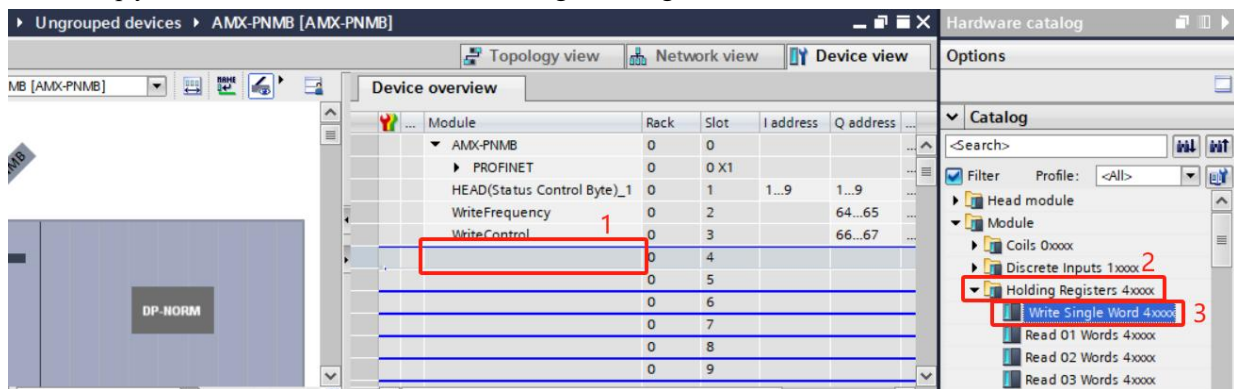 Ungrouped devices AMX-PNMB [AMX-PNMB]
Hardware catalog
Topology view Network view Device view
Options
MB [AMX-PNMB]
Device overview
... Module Rack Slot I address Q address ...
AMX-PNMB 0 0 ...
PROFINET 0 0 X1 ...
HEAD(Status Control Byte)_1 0 1 1...9 1...9 ...
WriteFrequency 0 2 64...65 ...
WriteControl 0 3 66...67 ...
1
0 4
0 5
0 6
0 7
0 8
0 9
DP-NORM
Catalog
<Search>
Filter Profile: <All>
Head module
Module
Coils 0xxxx
Discrete Inputs 1xxxx
2
Holding Registers 4xxxx
Write Single Word 4xxxx
3
Read 01 Words 4xxxx
Read 02 Words 4xxxx
Read 03 Words 4xxxx